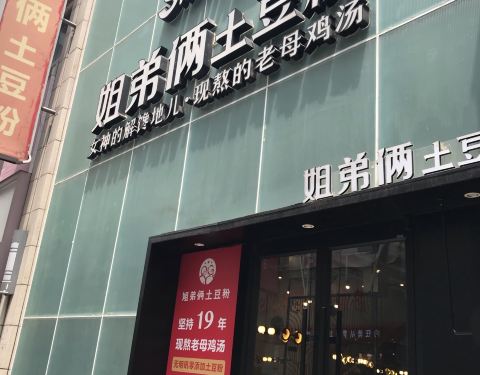 俩土豆粉
姐弟俩土豆粉
女神的解馋地儿·现熬的老母鸡汤
姐弟俩土豆
姐弟俩土豆粉
坚持19年
现熬老母鸡汤